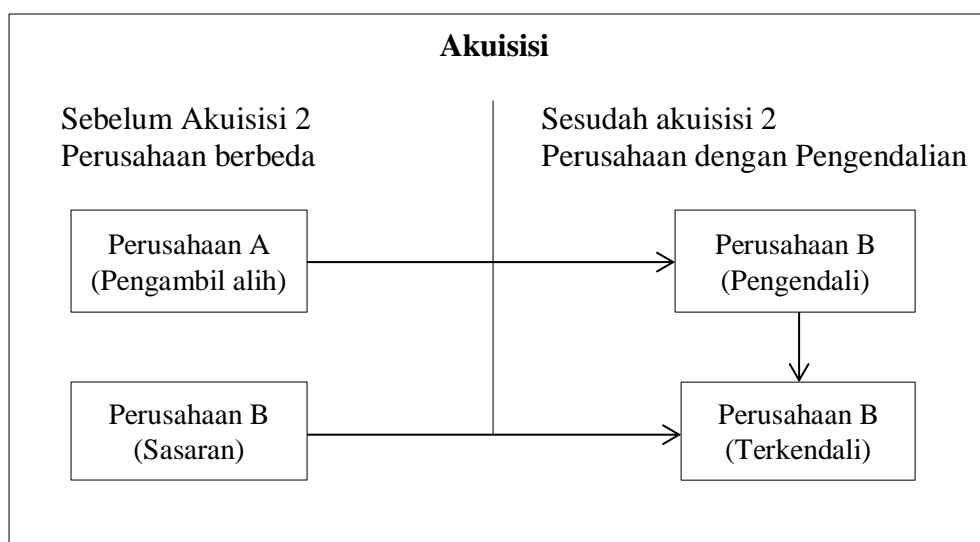 Akuisisi
Sebelum Akuisisi 2
Perusahaan berbeda
Sesudah akuisisi 2
Perusahaan dengan Pengendalian
Perusahaan A
(Pengambil alih)
Perusahaan B
(Pengendali)
Perusahaan B
(Sasaran)
Perusahaan B
(Terkendali)